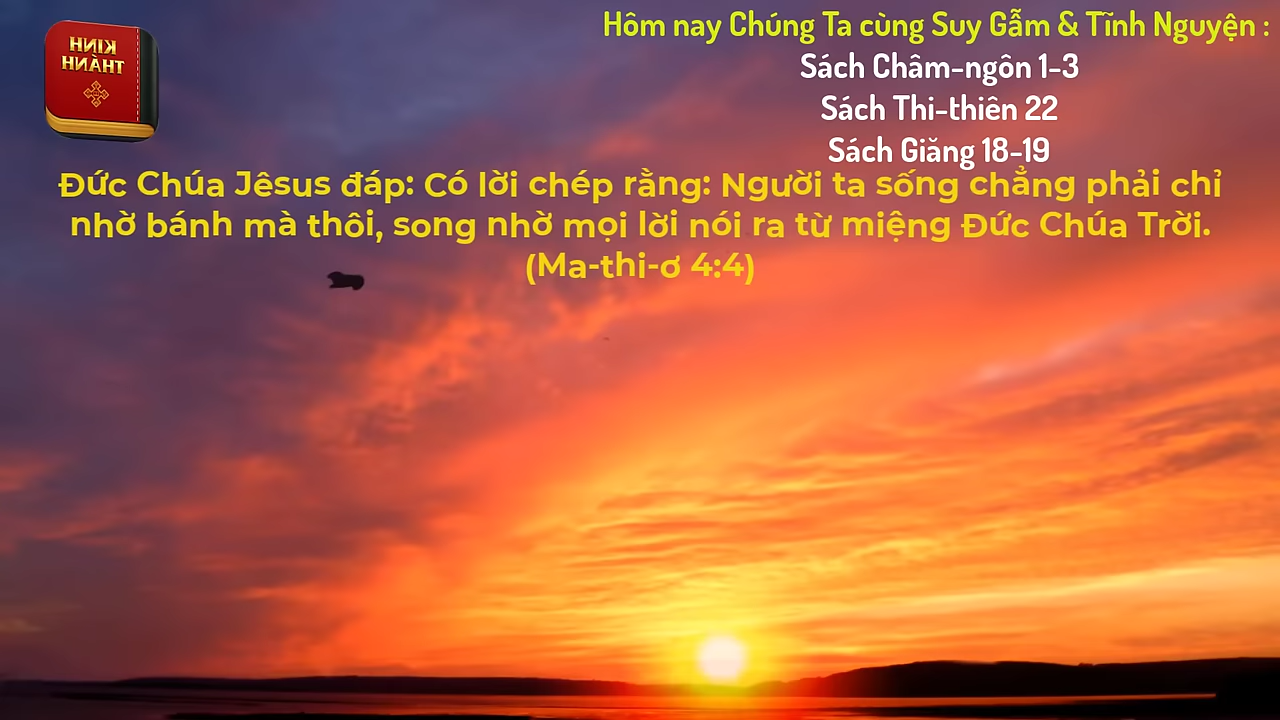 KINH
THÁNH
Hôm nay Chúng Ta cùng Suy Gẫm & Tĩnh Nguyện :
Sách Châm-ngôn 1-3
Sách Thi-thiên 22
Sách Giăng 18-19
Đức Chúa Jêsus đáp: Có lời chép rằng: Người ta sống chẳng phải chỉ
nhờ bánh mà thôi, song nhờ mọi lời nói ra từ miệng Đức Chúa Trời.
(Ma-thi-ơ 4:4)